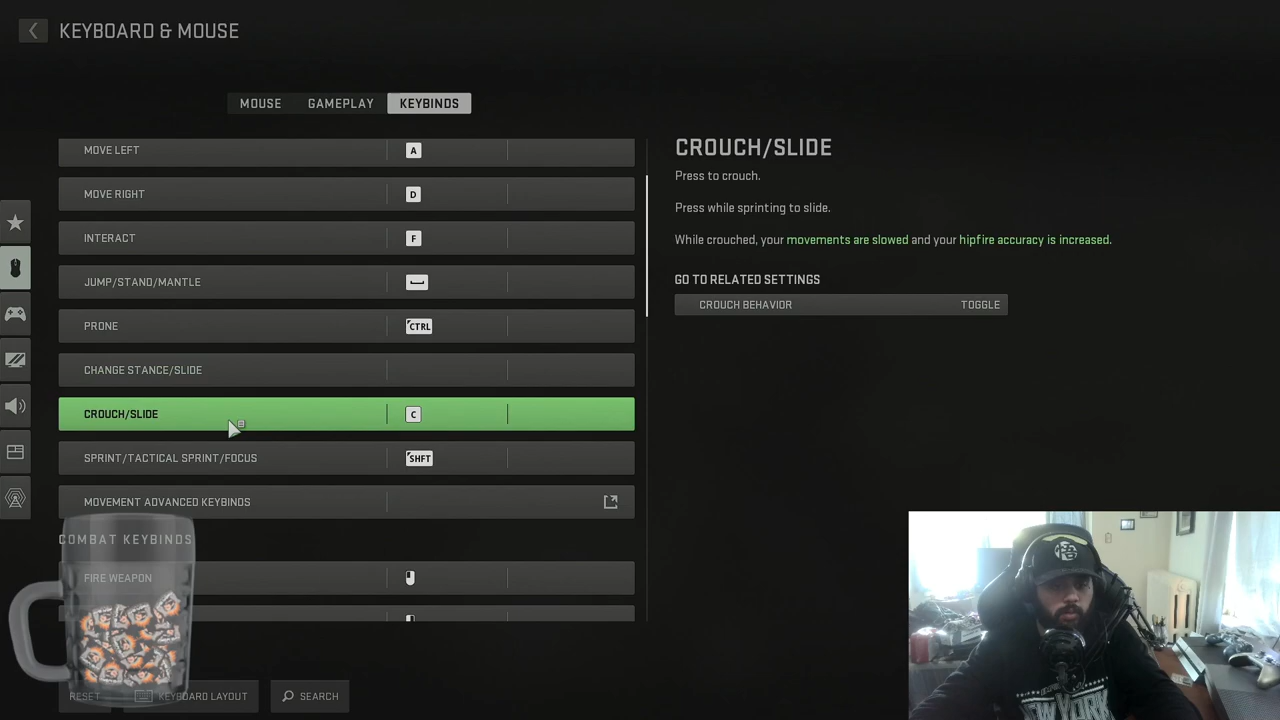 KEYBOARD & MOUSE
MOUSE
GAMEPLAY
KEYBINDS
MOVE LEFT
A
MOVE RIGHT
D
INTERACT
F
JUMP/STAND/MANTLE
PRONE
CTRL
CHANGE STANCE/SLIDE
CROUCH/SLIDE
C
SPRINT/TACTICAL SPRINT/FOCUS
SHFT
MOVEMENT ADVANCED KEYBINDS
COMBAT KEYBINDS
FIRE WEAPON
RESET
KEYBOARD LAYOUT
SEARCH
CROUCH/SLIDE
Press to crouch.
Press while sprinting to slide.
While crouched, your movements are slowed and your hipfire accuracy is increased.
GO TO RELATED SETTINGS
CROUCH BEHAVIOR
TOGGLE
NEW YORK